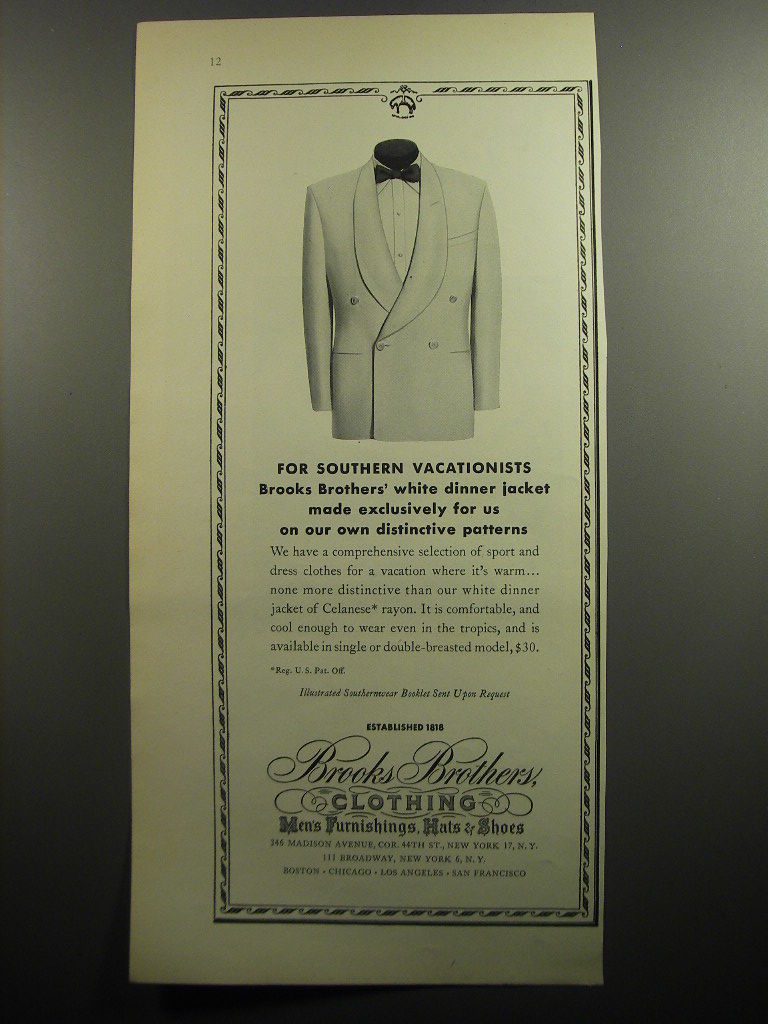 12
FOR SOUTHERN VACATIONISTS
Brooks Brothers' white dinner jacket
made exclusively for us
on our own distinctive patterns
We have a comprehensive selection of sport and
dress clothes for a vacation where it's warm...
none more distinctive than our white dinner
jacket of Celanese* rayon. It is comfortable, and
cool enough to wear even in the tropics, and is
available in single or double-breasted model, $30.
*Reg. U. S. Pat. Off.
Illustrated Southernwear Booklet Sent Upon Request
ESTABLISHED 1818
Brooks Brothers,
CLOTHING
Men's Furnishings, Hats & Shoes
346 MADISON AVENUE, COR. 44TH ST., NEW YORK 17, N. Y.
111 BROADWAY, NEW YORK 6, N. Y.
BOSTON • CHICAGO • LOS ANGELES • SAN FRANCISCO